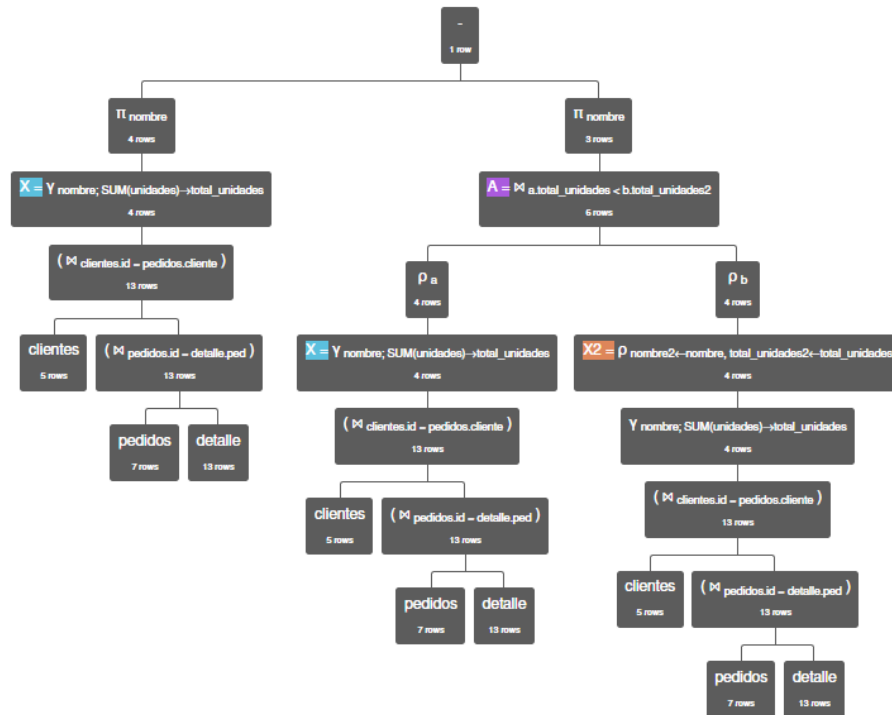 -
1 row
π nombre
4 rows
π nombre
3 rows
X = γ nombre; SUM(unidades)→total_unidades
4 rows
A = ⋈ a.total_unidades < b.total_unidades2
6 rows
( ⋈ clientes.id = pedidos.cliente )
13 rows
ρ a
4 rows
ρ b
4 rows
clientes
5 rows
( ⋈ pedidos.id = detalle.ped )
13 rows
X = γ nombre; SUM(unidades)→total_unidades
4 rows
X2 = ρ nombre2←nombre, total_unidades2←total_unidades
4 rows
pedidos
7 rows
detalle
13 rows
( ⋈ clientes.id = pedidos.cliente )
13 rows
γ nombre; SUM(unidades)→total_unidades
4 rows
clientes
5 rows
( ⋈ pedidos.id = detalle.ped )
13 rows
( ⋈ clientes.id = pedidos.cliente )
13 rows
pedidos
7 rows
detalle
13 rows
clientes
5 rows
( ⋈ pedidos.id = detalle.ped )
13 rows
pedidos
7 rows
detalle
13 rows